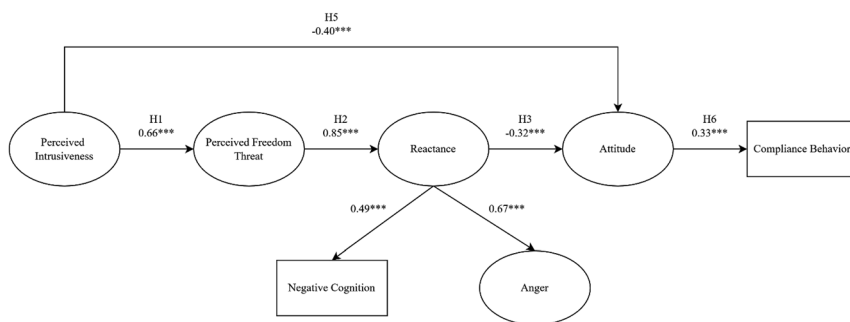 H5
-0.40***
H1
0.66***
H2
0.85***
H3
-0.32***
H6
0.33***
Perceived
Intrusiveness
Perceived Freedom
Threat
Reactance
Attitude
Compliance Behavior
0.49***
0.67***
Negative Cognition
Anger